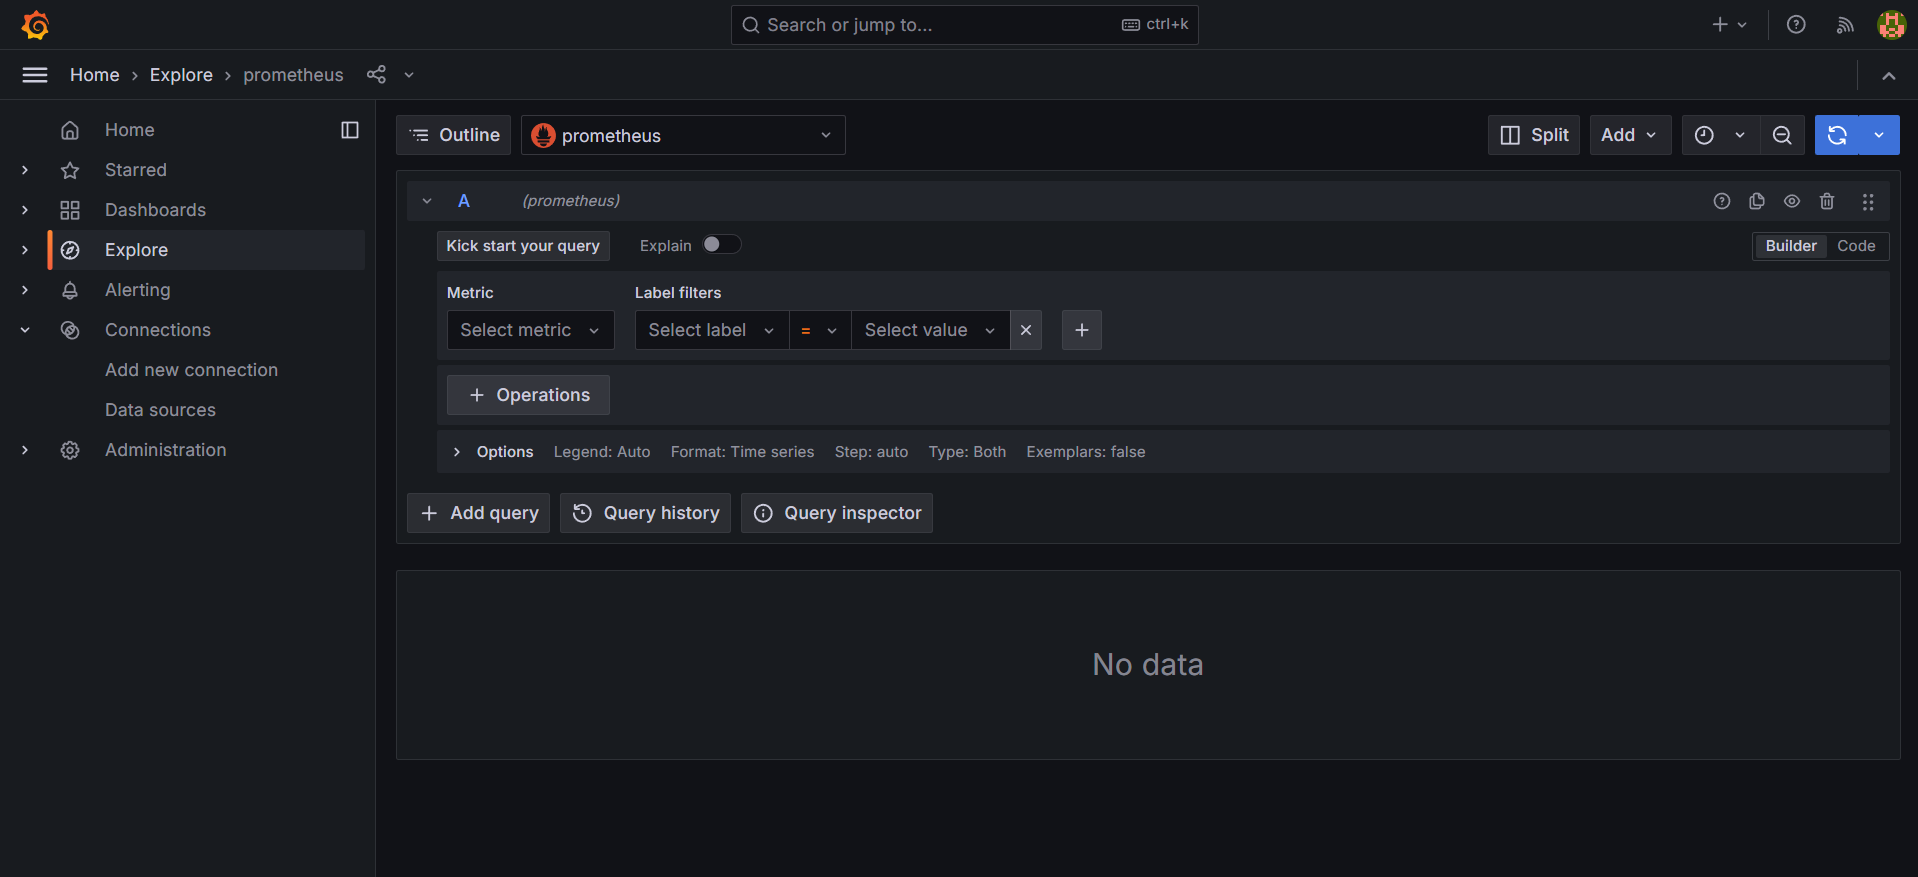 Search or jump to...
ctrl+k
Home
Explore
prometheus
Home
Starred
Dashboards
Explore
Alerting
Connections
Add new connection
Data sources
Administration
Outline
prometheus
Split
Add
A
(prometheus)
Kick start your query
Explain
Builder
Code
Metric
Label filters
Select metric
Select label
=
Select value
Operations
Options
Legend: Auto
Format: Time series
Step: auto
Type: Both
Exemplars: false
Add query
Query history
Query inspector
No data